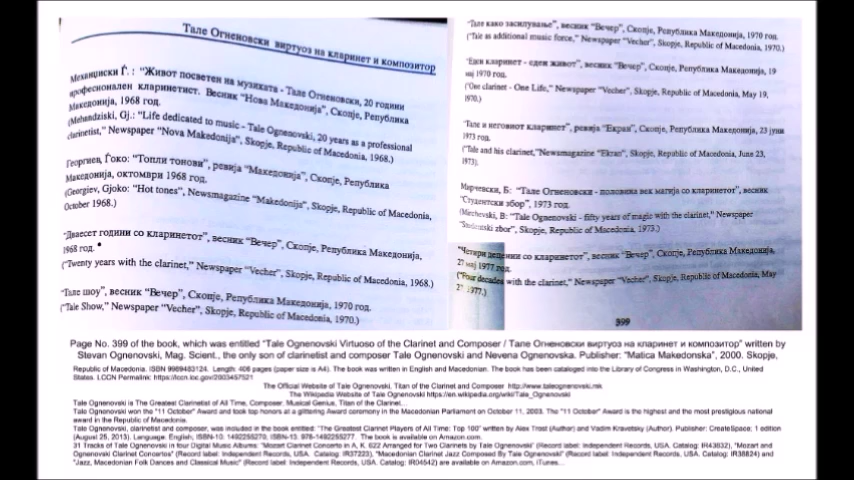 Тале Огненовски виртуоз на кларинет и композитор
Механџиски Ѓ. : "Живот посветен на музиката - Тале Огненовски, 20 години
професионален кларинетист. Весник "Нова Македонија", Скопје, Република
Македонија, 1968 год.
(Mehandziski, Gj.: "Life dedicated to music - Tale Ognenovski, 20 years as a professional
clarinetist," Newspaper "Nova Makedonija", Skopje, Republic of Macedonia, 1968.)
Георгиев, Ѓоко: "Топли тонови", ревија "Македонија", Скопје, Република
Македонија, октомври 1968 год.
(Georgiev, Gjoko: "Hot tones", Newsmagazine "Makedonija", Skopje, Republic of Macedonia,
October 1968.)
"Дваесет години со кларинетот", весник "Вечер", Скопје, Република Македонија,
1968 год.
("Twenty years with the clarinet," Newspaper "Vecher", Skopje, Republic of Macedonia, 1968.)
"Тале шоу", весник "Вечер", Скопје, Република Македонија, 1970 год.
("Tale Show," Newspaper "Vecher", Skopje, Republic of Macedonia, 1970.)
"Тале како засилување", весник "Вечер", Скопје, Република Македонија, 1970 год.
("Tale as additional music force," Newspaper "Vecher", Skopje, Republic of Macedonia, 1970.)
"Еден кларинет - еден живот", весник "Вечер", Скопје, Република Македонија, 19
мај 1970 год.
("One clarinet - One Life," Newspaper "Vecher", Skopje, Republic of Macedonia, May 19,
1970.)
"Тале и неговиот кларинет", ревија "Екран", Скопје, Република Македонија, 23 јуни
1973 год.
("Tale and his clarinet," Newsmagazine "Ekran", Skopje, Republic of Macedonia, June 23,
1973).
Мирчевски, Б: "Тале Огненовски - половина век магија со кларинетот", весник
"Студентски збор", 1973 год.
(Mirchevski, B: "Tale Ognenovski - fifty years of magic with the clarinet," Newspaper
"Studentski zbor", Skopje, Republic of Macedonia, 1973.)
"Четири децении со кларинетот", весник "Вечер", Скопје, Република Македонија,
27 мај 1977 год.
("Four decades with the clarinet," Newspaper "Vecher", Skopje, Republic of Macedonia, May
27, 1977.)
399
Page No. 399 of the book, which was entitled "Tale Ognenovski Virtuoso of the Clarinet and Composer / Тале Огненовски виртуоз на кларинет и композитор" written by
Stevan Ognenovski, Mag. Scient., the only son of clarinetist and composer Tale Ognenovski and Nevena Ognenovska. Publisher: "Matica Makedonska", 2000. Skopje,
Republic of Macedonia. ISBN 9989483124. Length: 406 pages (paper size is A4). The book was written in English and Macedonian. The book has been cataloged into the Library of Congress in Washington, D.C., United
States. LCCN Permalink: https://lccn.loc.gov/2003457521
The Official Website of Tale Ognenovski, Titan of the Clarinet and Composer http://www.taleognenovski.mk
The Wikipedia Website of Tale Ognenovski https://en.wikipedia.org/wiki/Tale_Ognenovski
Tale Ognenovski is The Greatest Clarinetist of All Time, Composer, Musical Genius, Titan of the Clarinet...
Tale Ognenovski won the "11 October" Award and took top honors at a glittering Award ceremony in the Macedonian Parliament on October 11, 2003. The "11 October" Award is the highest and the most prestigious national
award in the Republic of Macedonia.
Tale Ognenovski, clarinetist and composer, was included in the book entitled: "The Greatest Clarinet Players of All Time: Top 100" written by Alex Trost (Author) and Vadim Kravetsky (Author). Publisher: CreateSpace; 1 edition
(August 25, 2013). Language: English, ISBN-10: 1492255270, ISBN-13: 978-1492255277. The book is available on Amazon.com.
31 Tracks of Tale Ognenovski in four Digital Music Albums: "Mozart Clarinet Concerto in A, K. 622 Arranged for Two Clarinets by Tale Ognenovski" (Record label: Independent Records, USA. Catalog: IR43832), "Mozart and
Ognenovski Clarinet Concertos" (Record label: Independent Records, USA. Catalog: IR37223), "Macedonian Clarinet Jazz Composed By Tale Ognenovski" (Record label: Independent Records, USA. Catalog: IR38824) and
"Jazz, Macedonian Folk Dances and Classical Music" (Record label: Independent Records, USA. Catalog: IR04542) are available on Amazon.com, iTunes...